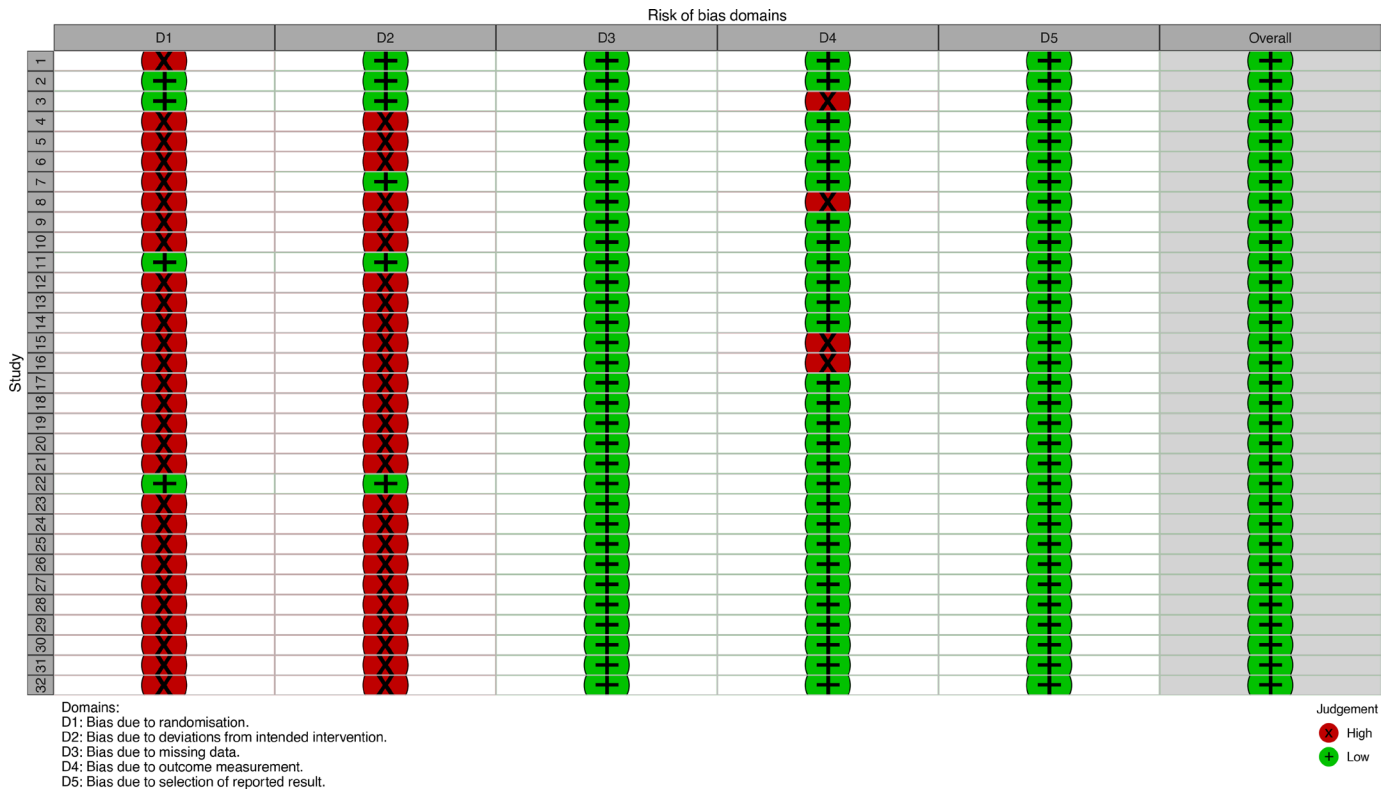 Risk of bias domains
D1 D2 D3 D4 D5 Overall
Study
1
2
3
4
5
6
7
8
9
10
11
12
13
14
15
16
17
18
19
20
21
22
23
24
25
26
27
28
29
30
31
32
Domains:
D1: Bias due to randomisation.
D2: Bias due to deviations from intended intervention.
D3: Bias due to missing data.
D4: Bias due to outcome measurement.
D5: Bias due to selection of reported result.
Judgement
High
Low